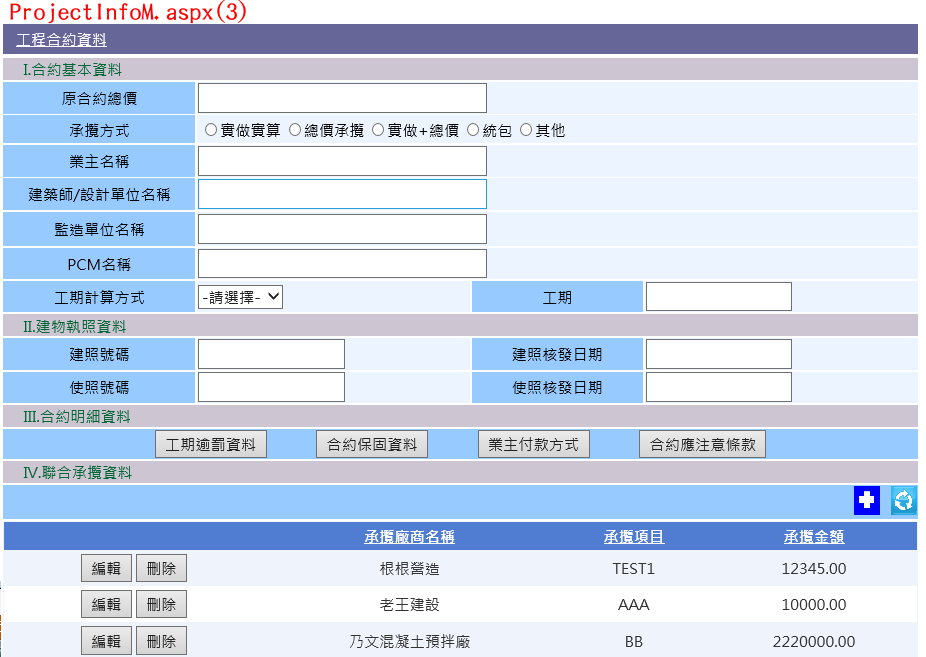 ProjectInfoM.aspx(3)
工程合約資料
I.合約基本資料
原合約總價
承攬方式 實做實算 總價承攬 實做+總價 統包 其他
業主名稱
建築師/設計單位名稱
監造單位名稱
PCM名稱
工期計算方式 -請選擇- 工期
II.建物執照資料
建照號碼 建照核發日期
使照號碼 使照核發日期
III.合約明細資料
工期逾罰資料 合約保固資料 業主付款方式 合約應注意條款
IV.聯合承攬資料
承攬廠商名稱 承攬項目 承攬金額
編輯 刪除 根根營造 TEST1 12345.00
編輯 刪除 老王建設 AAA 10000.00
編輯 刪除 乃文混凝土預拌廠 BB 2220000.00